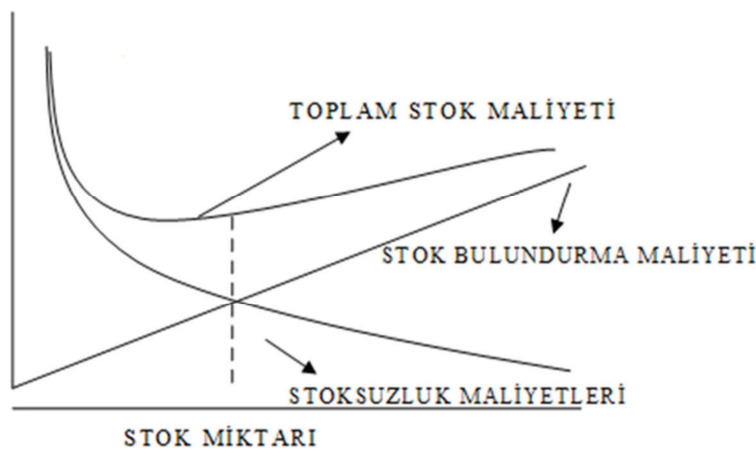 TOPLAM STOK MALİYETİ
STOK BULUNDURMA MALİYETİ
STOKSUZLUK MALİYETLERİ
STOK MİKTARI